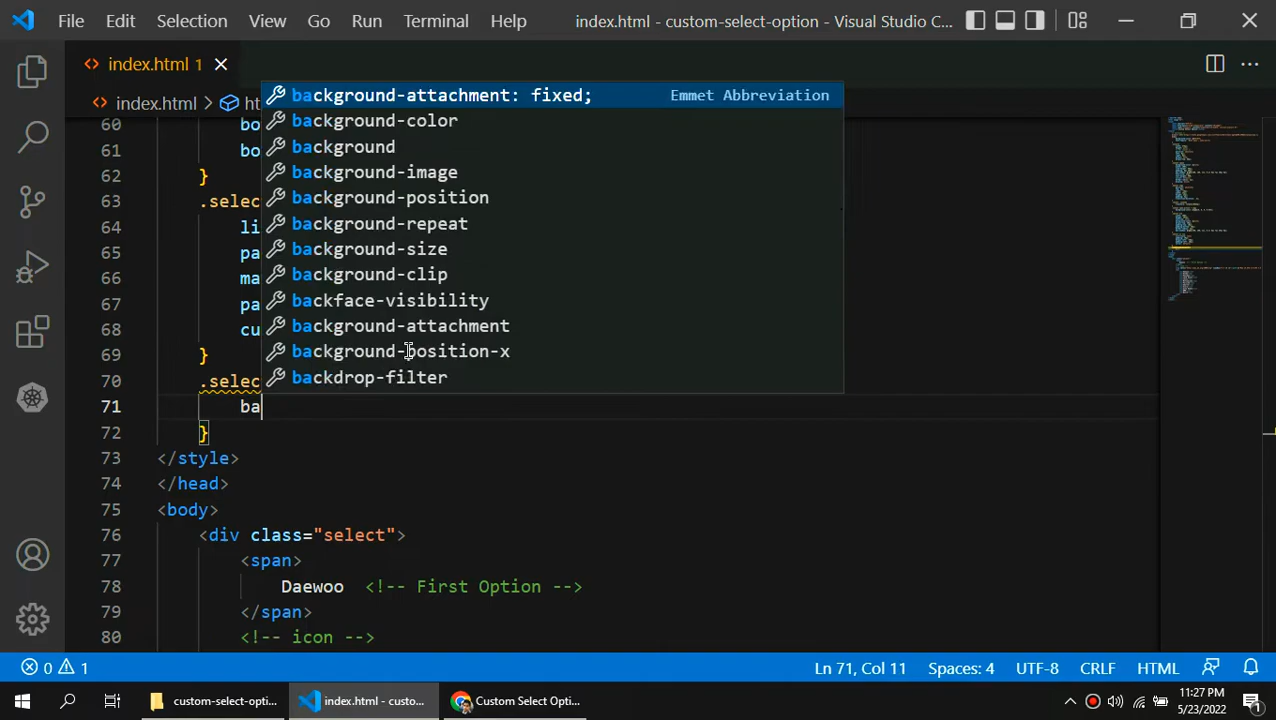 File Edit Selection View Go Run Terminal Help index.html - custom-select-option - Visual Studio C...
index.html 1
index.html > ht
background-attachment: fixed; Emmet Abbreviation
background-color
background
background-image
background-position
background-repeat
background-size
background-clip
backface-visibility
background-attachment
background-position-x
backdrop-filter
60 bo
61 bo
62 }
63 .selec
64 li
65 pa
66 ma
67 pa
68 cu
69 }
70 .selec
71 ba
72 }
73 </style>
74 </head>
75 <body>
76 <div class="select">
77 <span>
78 Daewoo <!-- First Option -->
79 </span>
80 <!-- icon -->
0 1 Ln 71, Col 11 Spaces: 4 UTF-8 CRLF HTML
custom-select-opti... index.html - custo... Custom Select Opti... 11:27 PM
5/23/2022
1